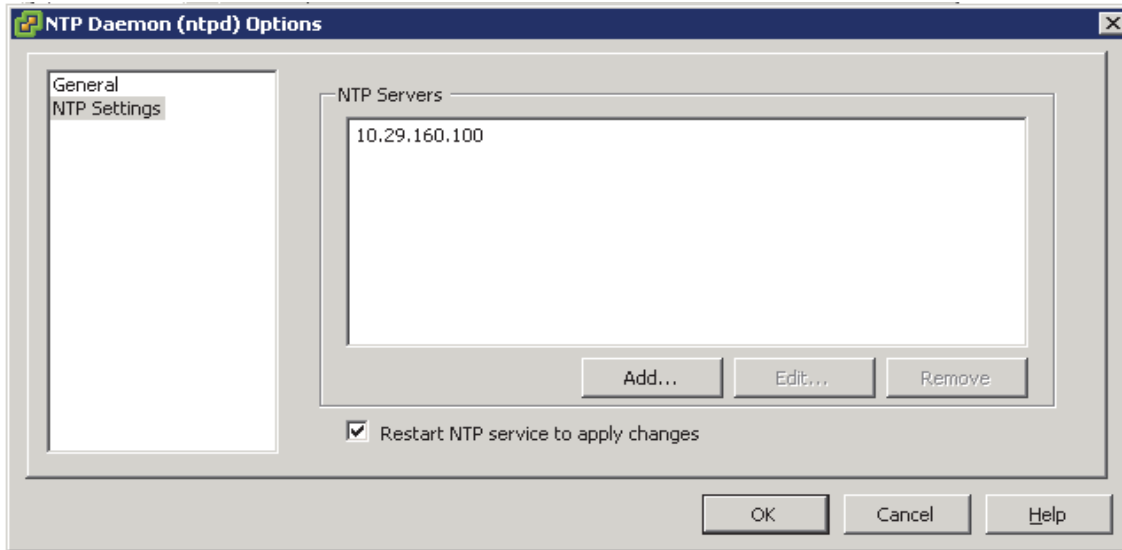 NTP Daemon (ntpd) Options
General
NTP Settings
NTP Servers
10.29.160.100
Add...
Edit...
Remove
Restart NTP service to apply changes
OK
Cancel
Help